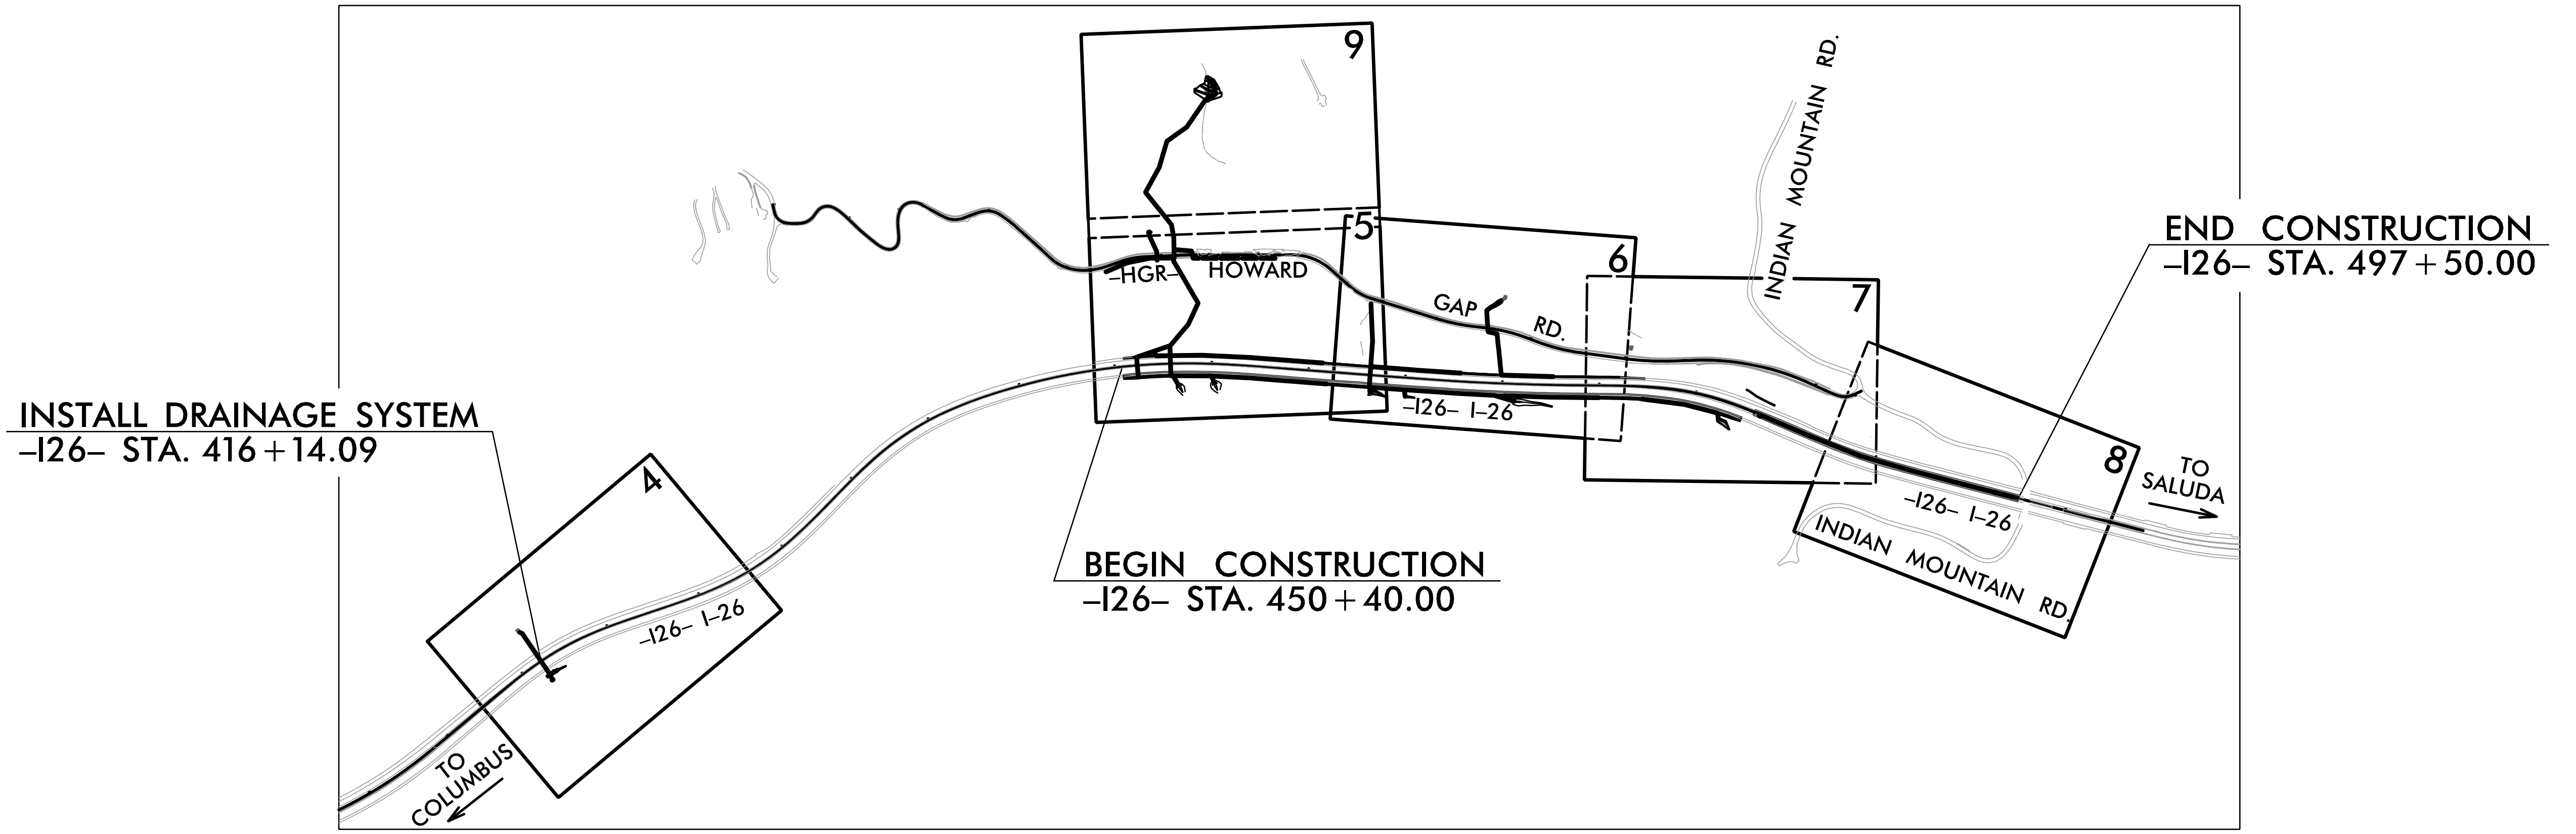 9
INDIAN MOUNTAIN RD.
5
END CONSTRUCTION
–I26– STA. 497+50.00
6
–HGR–
HOWARD
GAP
RD.
7
INSTALL DRAINAGE SYSTEM
–I26– STA. 416+14.09
–I26– I–26
4
8
TO
SALUDA
–I26– I–26
INDIAN MOUNTAIN RD.
BEGIN CONSTRUCTION
–I26– STA. 450+40.00
–I26– I–26
TO
COLUMBUS